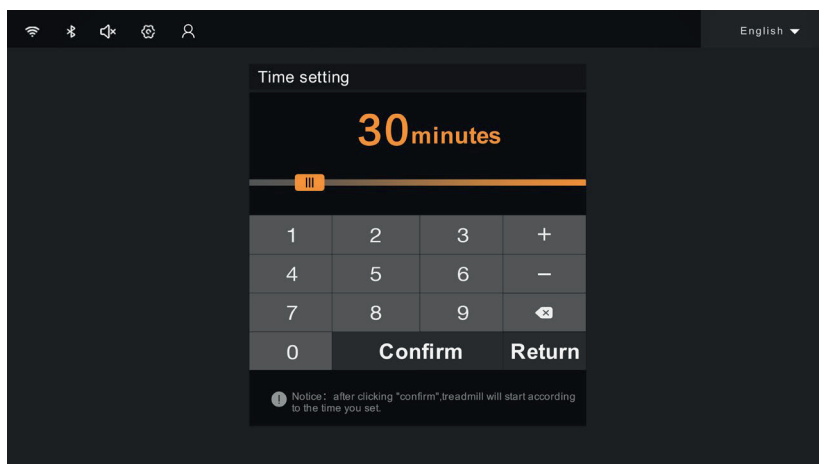 English
Time setting
30minutes
1 2 3 +
4 5 6 −
7 8 9
0 Confirm Return
Notice: after clicking "confirm",treadmill will start according
to the time you set.